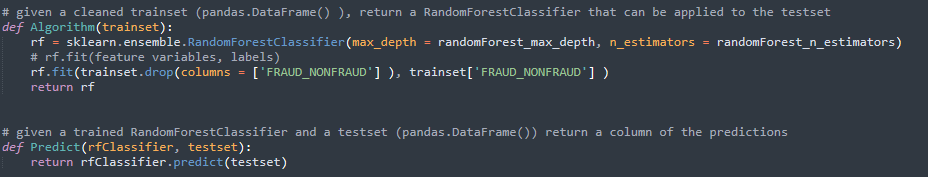 # given a cleaned trainset (pandas.DataFrame() ), return a RandomForestClassifier that can be applied to the testset
def Algorithm(trainset):
    rf = sklearn.ensemble.RandomForestClassifier(max_depth = randomForest_max_depth, n_estimators = randomForest_n_estimators)
    # rf.fit(feature variables, labels)
    rf.fit(trainset.drop(columns = ['FRAUD_NONFRAUD'] ), trainset['FRAUD_NONFRAUD'] )
    return rf
# given a trained RandomForestClassifier and a testset (pandas.DataFrame()) return a column of the predictions
def Predict(rfClassifier, testset):
    return rfClassifier.predict(testset)